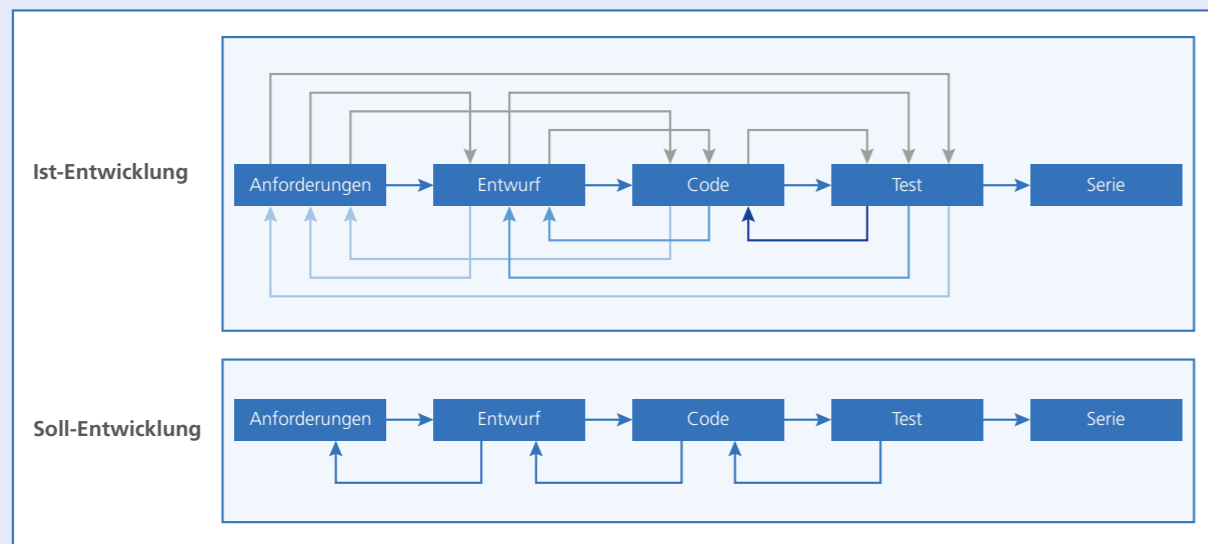 Ist-Entwicklung
Anforderungen
Entwurf
Code
Test
Serie
Soll-Entwicklung
Anforderungen
Entwurf
Code
Test
Serie